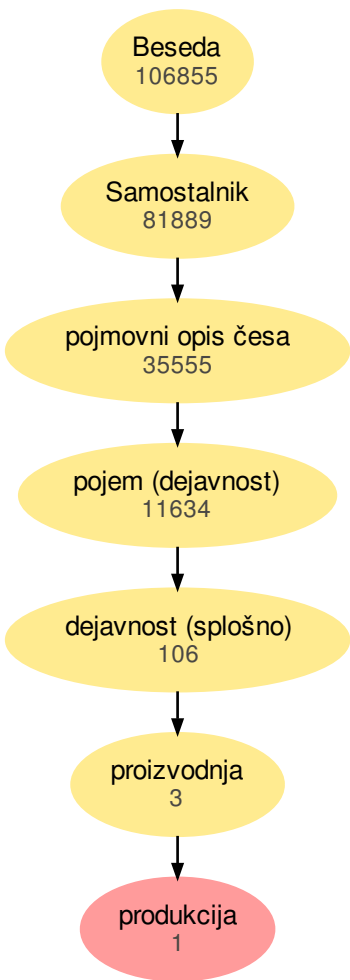 Beseda
106855
Samostalnik
81889
pojmovni opis česa
35555
pojem (dejavnost)
11634
dejavnost (splošno)
106
proizvodnja
3
produkcija
1